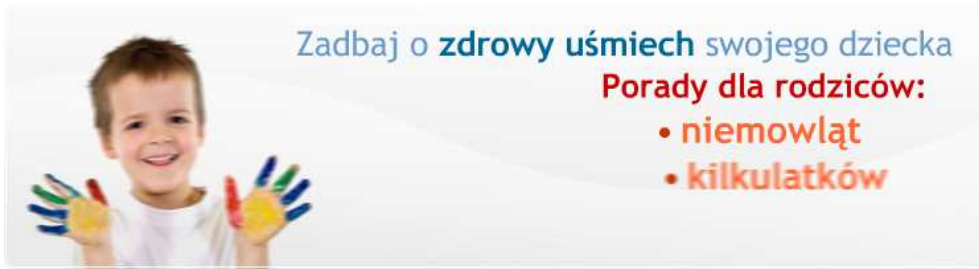 Zadbaj o zdrowy uśmiech swojego dziecka
Porady dla rodziców:
• niemowląt
• kilkulatków